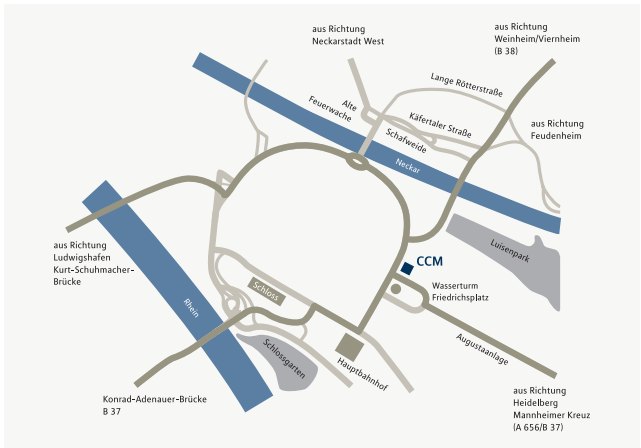 aus Richtung
Neckarstadt West
aus Richtung
Weinheim/Viernheim
(B 38)
Lange Rötterstraße
Alte
Feuerwache
Käfertaler Straße
Schafweide
aus Richtung
Feudenheim
Neckar
aus Richtung
Ludwigshafen
Kurt-Schuhmacher-
Brücke
Luisenpark
CCM
Wasserturm
Friedrichsplatz
Rhein
Schloss
Schlossgarten
Hauptbahnhof
Augustaanlage
Konrad-Adenauer-Brücke
B 37
aus Richtung
Heidelberg
Mannheimer Kreuz
(A 656/B 37)